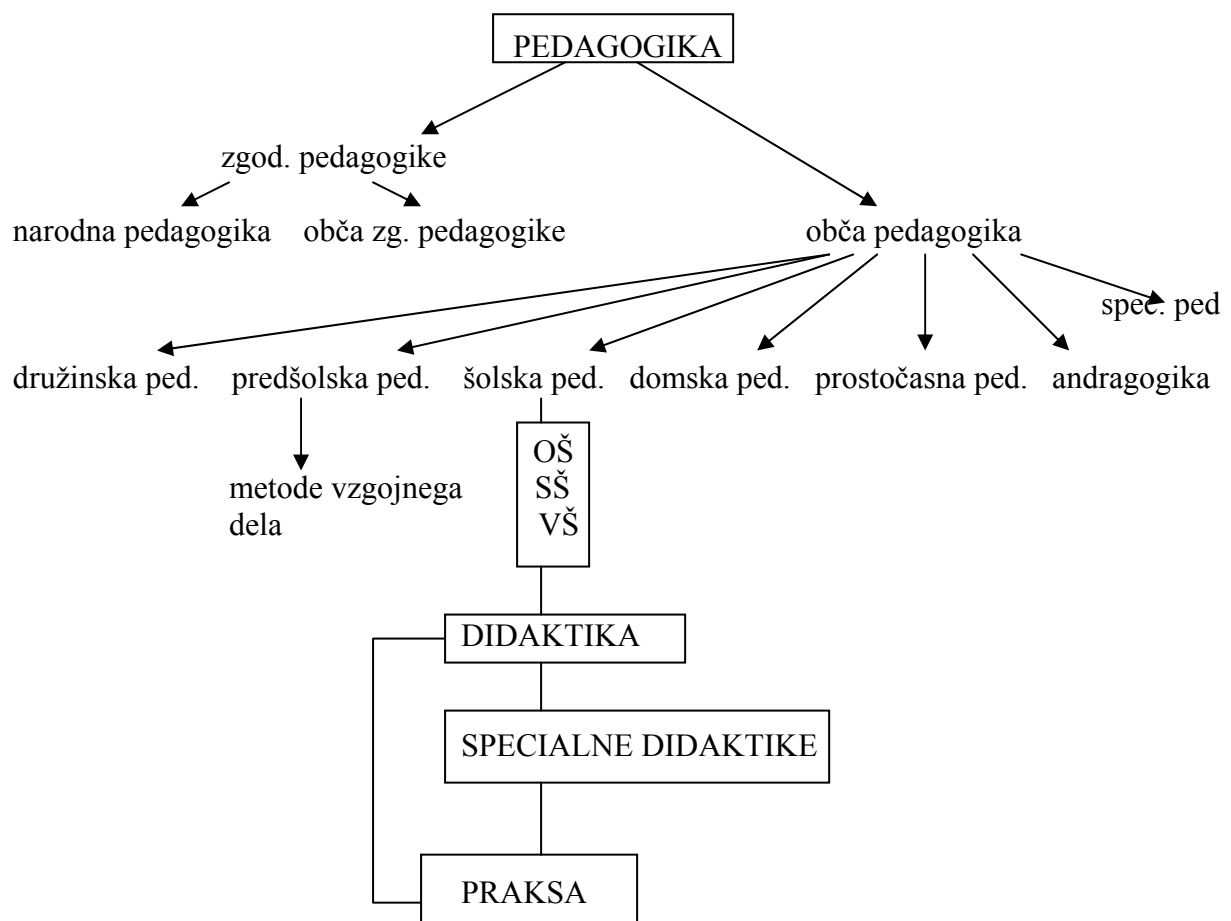 PEDAGOGIKA
zgod. pedagogike
narodna pedagogika
obča zg. pedagogike
obča pedagogika
spec. ped
družinska ped.
predšolska ped.
šolska ped.
domska ped.
prostočasna ped.
andragogika
metode vzgojnega
dela
OŠ
SŠ
VŠ
DIDAKTIKA
SPECIALNE DIDAKTIKE
PRAKSA